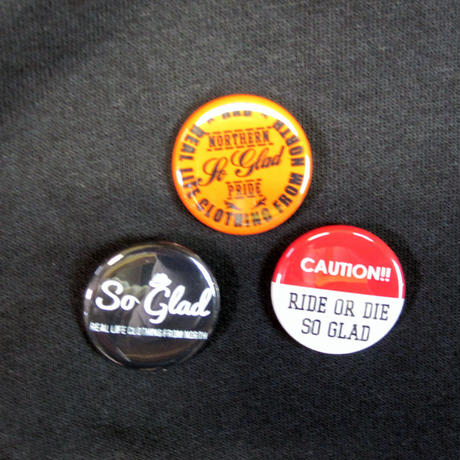 NORTHERN
So Glad
PRIDE
REAL LIFE CLOTHING FROM NORTH
So Glad
REAL LIFE CLOTHING FROM NORTH
CAUTION!!
RIDE OR DIE
SO GLAD